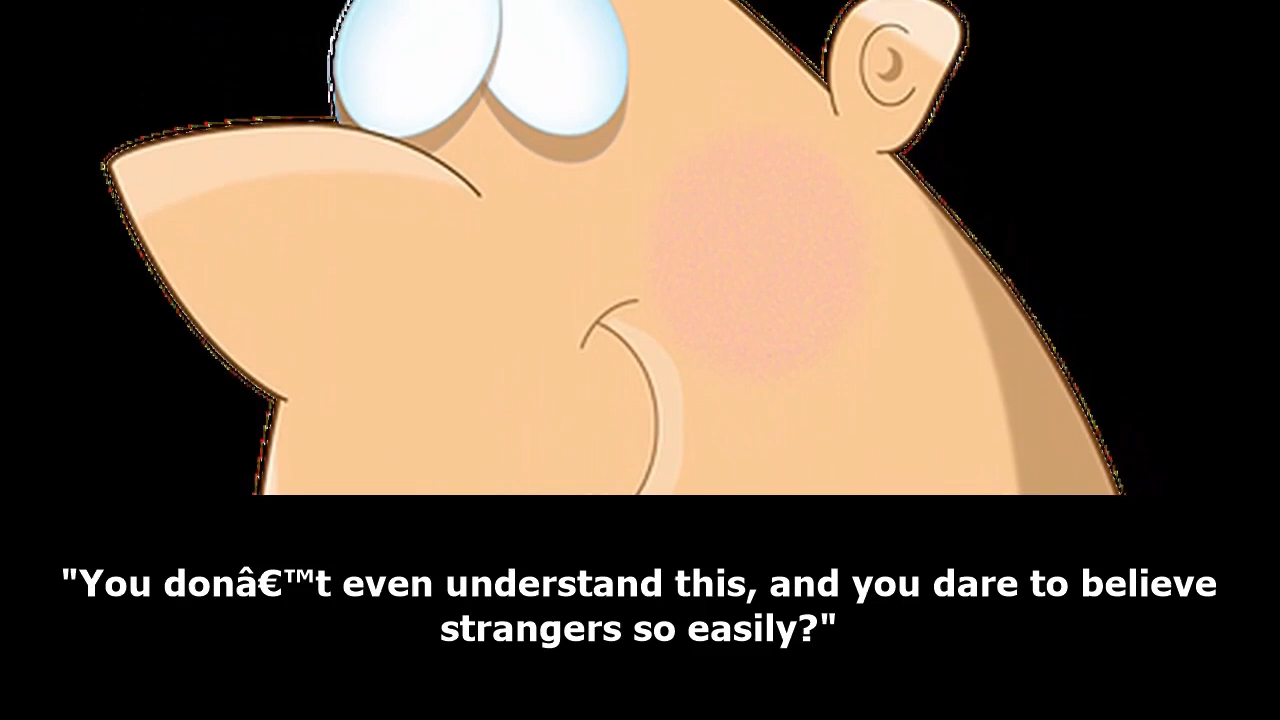 "You donâ€™t even understand this, and you dare to believe
strangers so easily?"